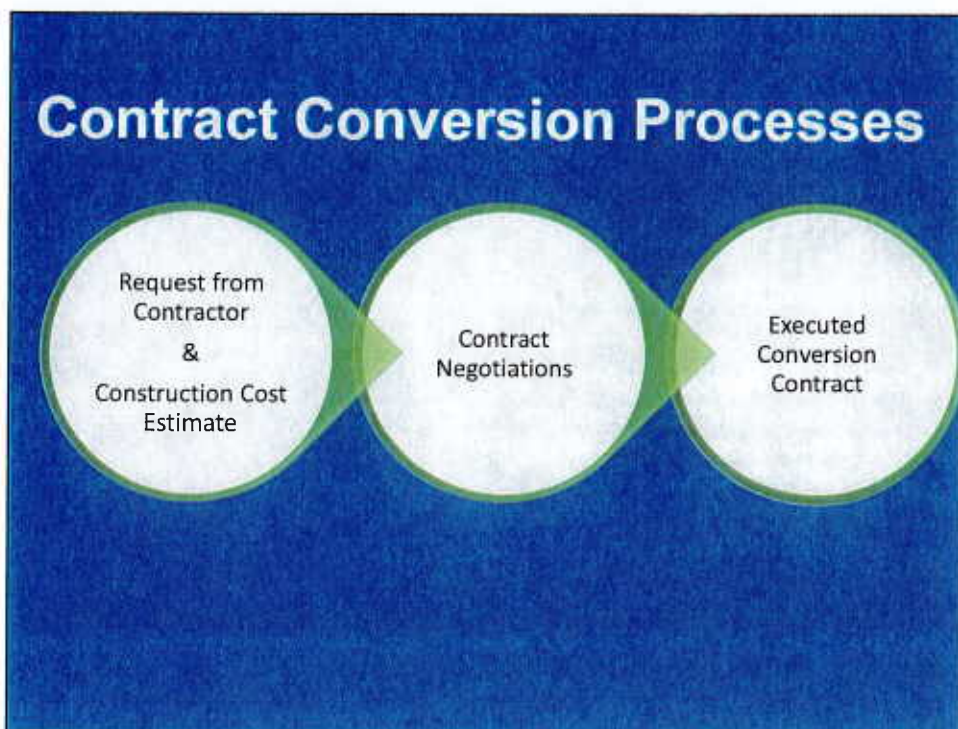 Contract Conversion Processes
Request from
Contractor
&
Construction Cost
Estimate
Contract
Negotiations
Executed
Conversion
Contract